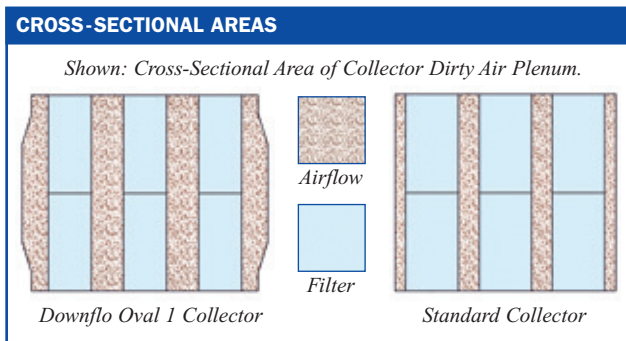 CROSS-SECTIONAL AREAS
Shown: Cross-Sectional Area of Collector Dirty Air Plenum.
Airflow
Filter
Downflo Oval 1 Collector
Standard Collector